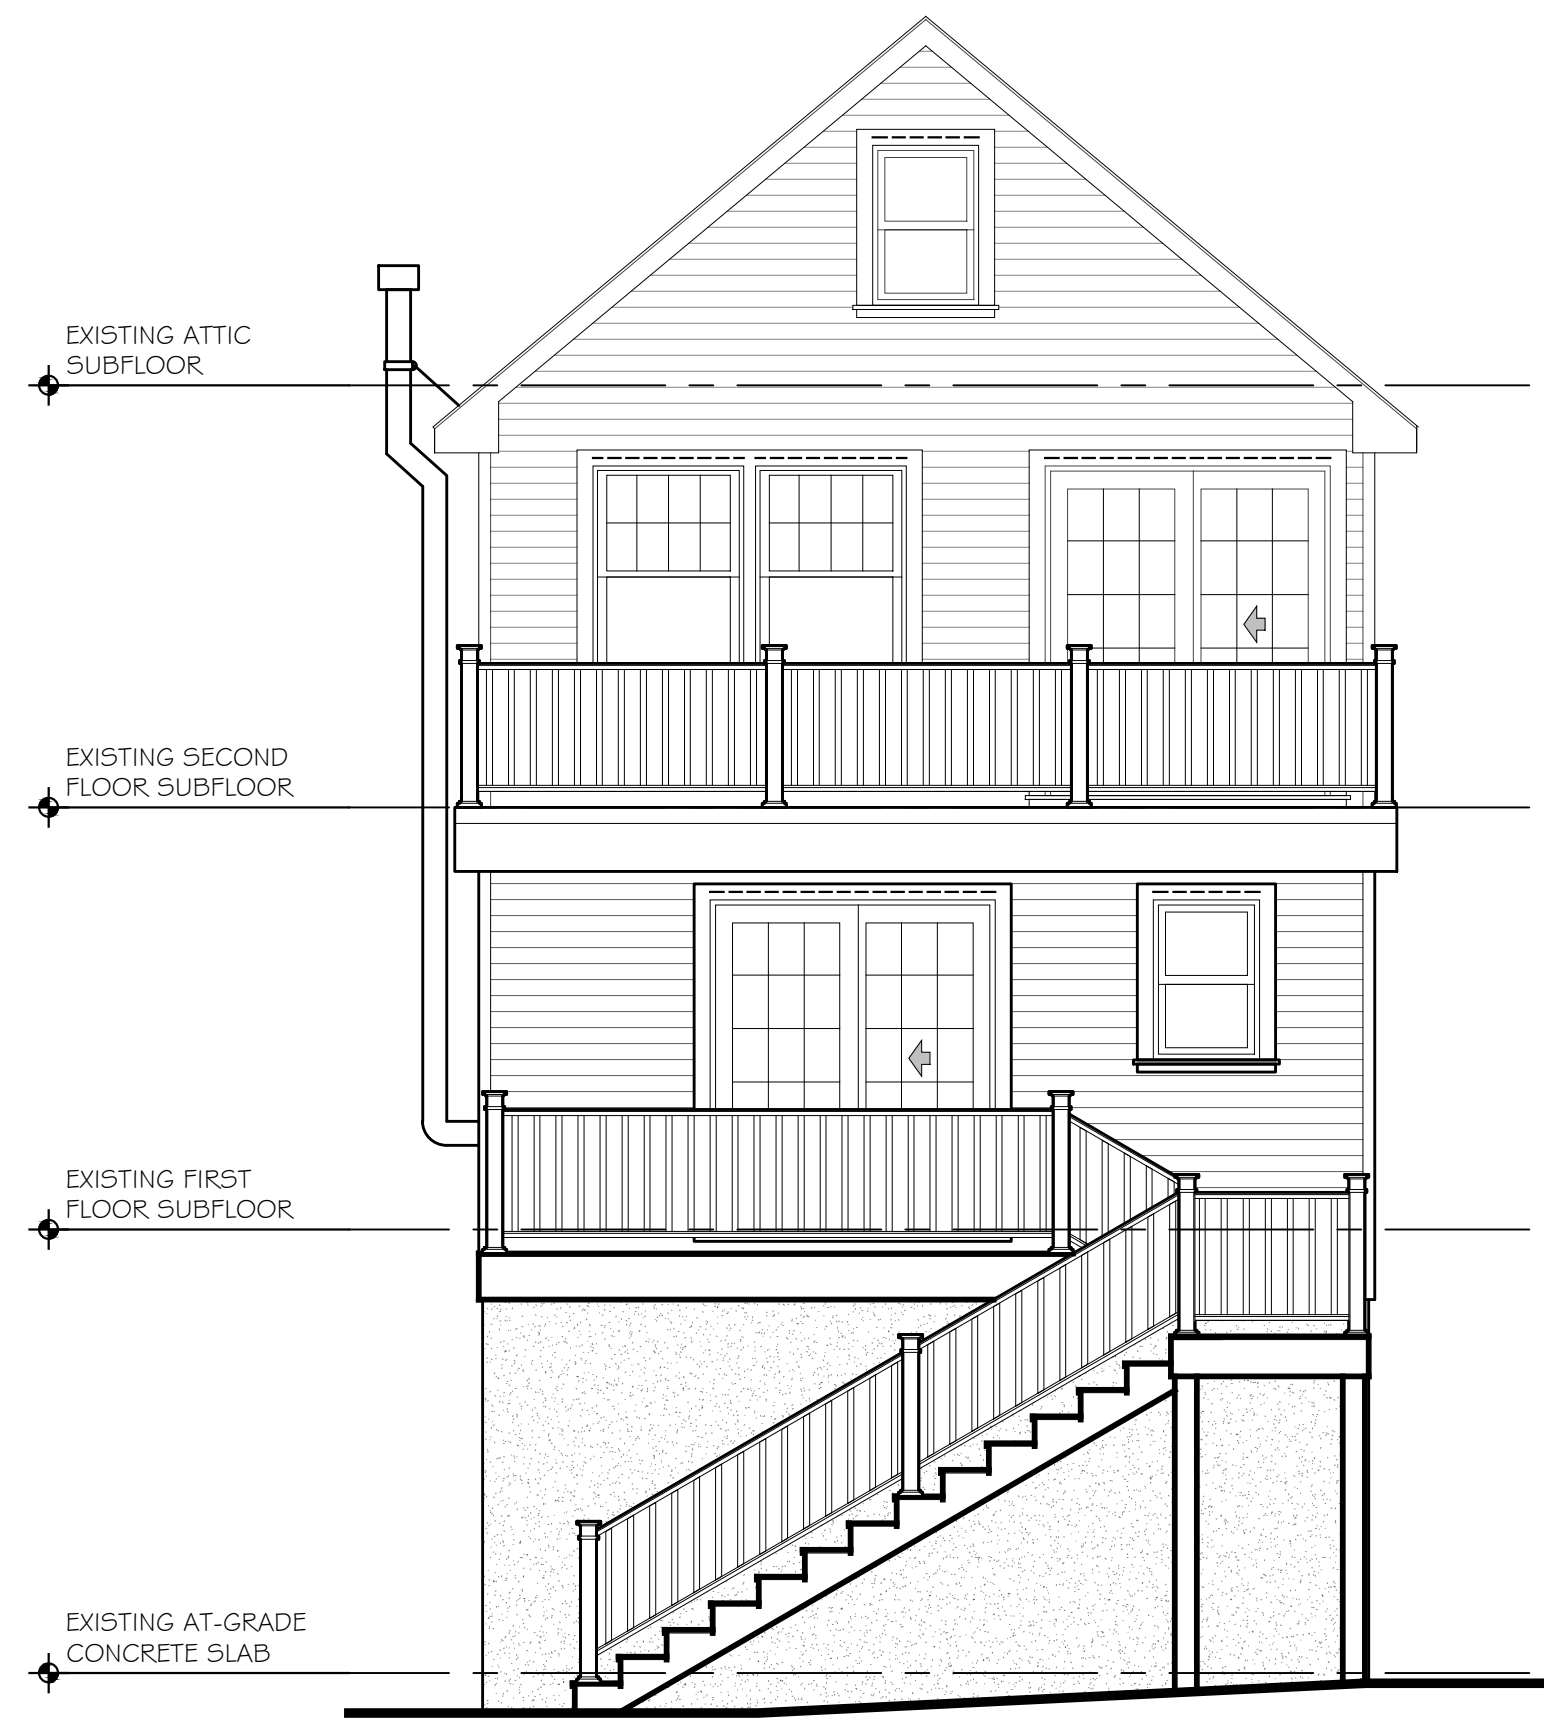 EXISTING ATTIC
SUBFLOOR
EXISTING SECOND
FLOOR SUBFLOOR
EXISTING FIRST
FLOOR SUBFLOOR
EXISTING AT-GRADE
CONCRETE SLAB